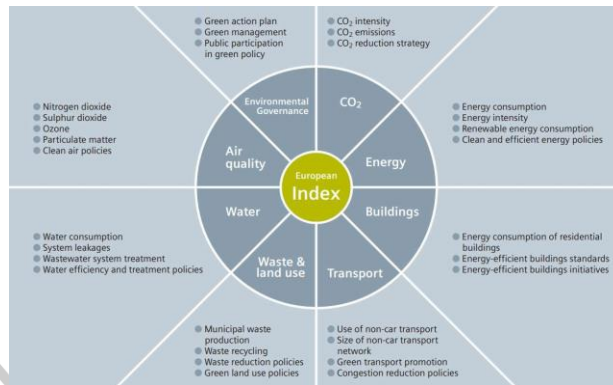 Green action plan
Green management
Public participation
in green policy
CO₂ intensity
CO₂ emissions
CO₂ reduction strategy
Nitrogen dioxide
Sulphur dioxide
Ozone
Particulate matter
Clean air policies
Environmental
Governance
CO₂
Energy consumption
Energy intensity
Renewable energy consumption
Clean and efficient energy policies
Air
quality
Energy
European
Index
Water
Buildings
Water consumption
System leakages
Wastewater system treatment
Water efficiency and treatment policies
Waste &
land use
Transport
Energy consumption of residential
buildings
Energy-efficient buildings standards
Energy-efficient buildings initiatives
Municipal waste
production
Waste recycling
Waste reduction policies
Green land use policies
Use of non-car transport
Size of non-car transport
network
Green transport promotion
Congestion reduction policies